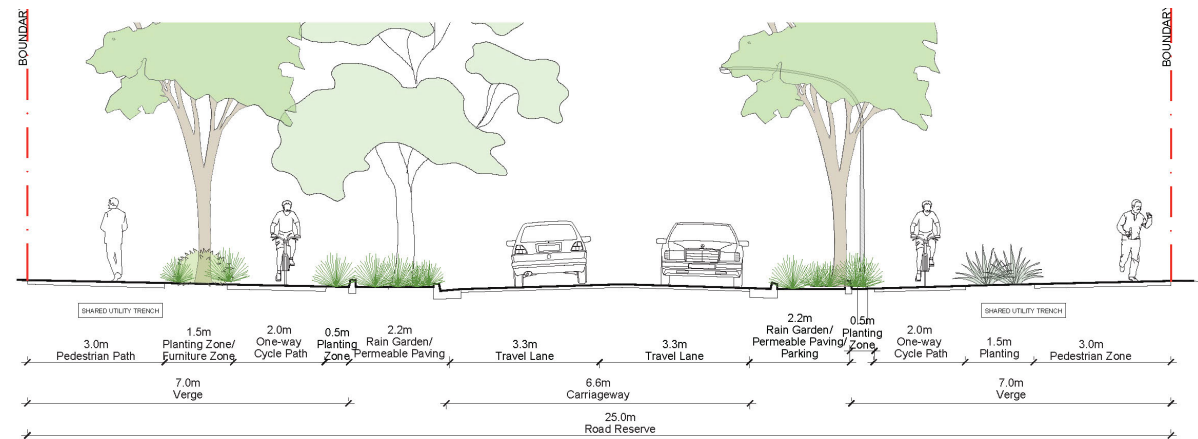 BOUNDARY
BOUNDARY
SHARED UTILITY TRENCH
SHARED UTILITY TRENCH
3.0m
Pedestrian Path
1.5m
Planting Zone/
Furniture Zone
2.0m
One-way
Cycle Path
0.5m
Planting
Zone
2.2m
Rain Garden/
Permeable Paving
3.3m
Travel Lane
3.3m
Travel Lane
2.2m
Rain Garden/
Permeable Paving/
Parking
0.5m
Planting
Zone
2.0m
One-way
Cycle Path
1.5m
Planting
3.0m
Pedestrian Zone
7.0m
Verge
6.6m
Carriageway
7.0m
Verge
25.0m
Road Reserve